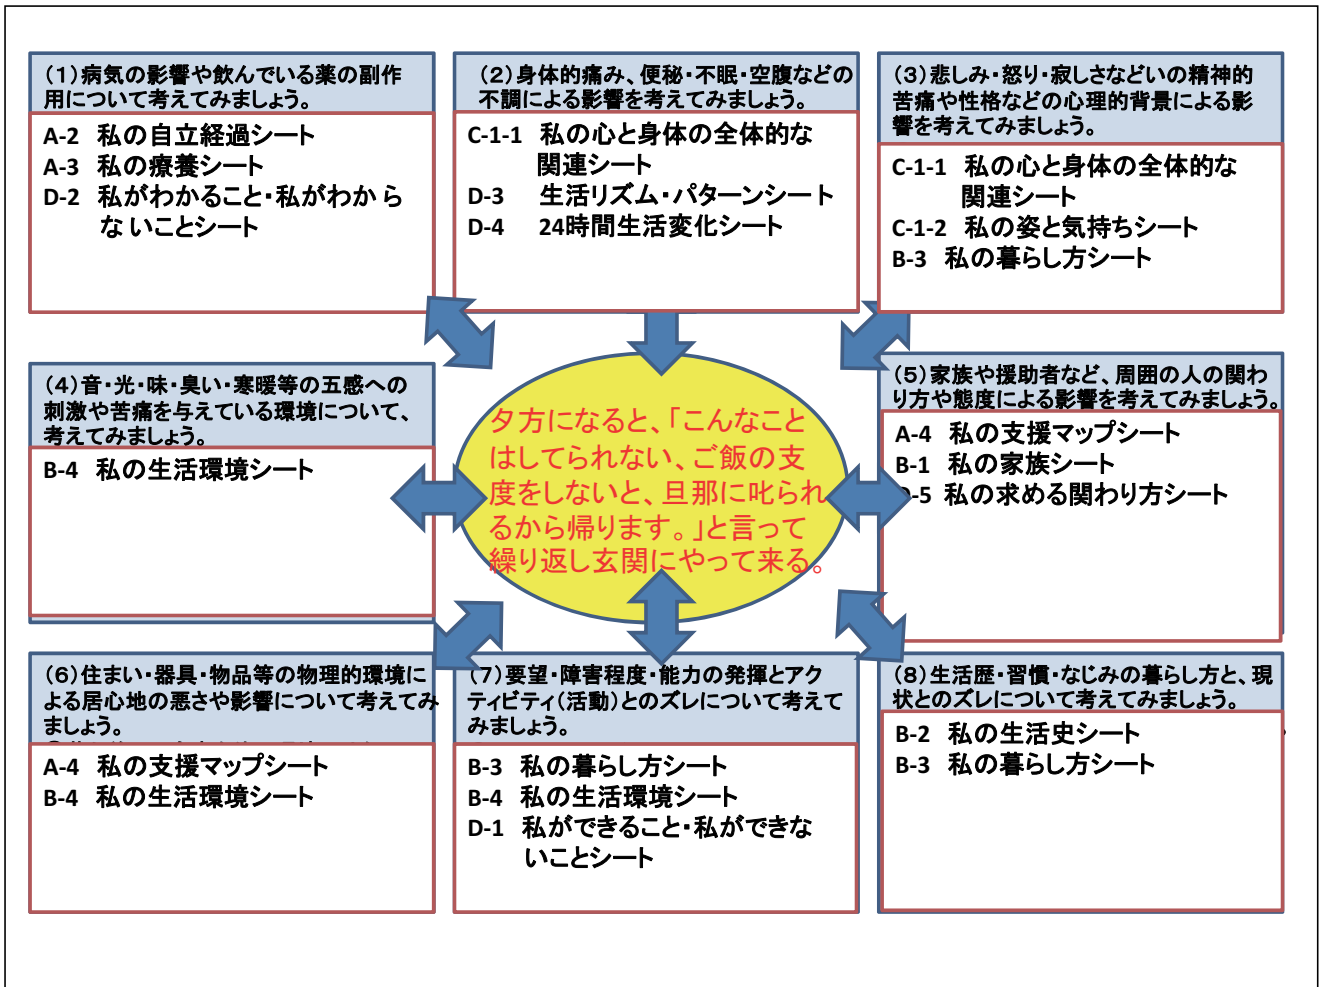 (1)病気の影響や飲んでいる薬の副作
用について考えてみましょう。
A-2 私の自立経過シート
A-3 私の療養シート
D-2 私がわかること・私がわから
ないことシート
(2)身体的痛み、便秘・不眠・空腹などの
不調による影響を考えてみましょう。
C-1-1 私の心と身体の全体的な
関連シート
D-3 生活リズム・パターンシート
D-4 24時間生活変化シート
(3)悲しみ・怒り・寂しさなどいの精神的
苦痛や性格などの心理的背景による影
響を考えてみましょう。
C-1-1 私の心と身体の全体的な
関連シート
C-1-2 私の姿と気持ちシート
B-3 私の暮らし方シート
(4)音・光・味・臭い・寒暖等の五感への
刺激や苦痛を与えている環境について、
考えてみましょう。
B-4 私の生活環境シート
夕方になると、「こんなこと
はしてられない、ご飯の支
度をしないと、旦那に叱られ
るから帰ります。」と言って
繰り返し玄関にやって来る。
(5)家族や援助者など、周囲の人の関わ
り方や態度による影響を考えてみましょう。
A-4 私の支援マップシート
B-1 私の家族シート
-5 私の求める関わり方シート
(6)住まい・器具・物品等の物理的環境に
よる居心地の悪さや影響について考えてみ
ましょう。
A-4 私の支援マップシート
B-4 私の生活環境シート
(7)要望・障害程度・能力の発揮とアク
ティビティ(活動)とのズレについて考えて
みましょう。
B-3 私の暮らし方シート
B-4 私の生活環境シート
D-1 私ができること・私ができな
いことシート
(8)生活歴・習慣・なじみの暮らし方と、現
状とのズレについて考えてみましょう。
B-2 私の生活史シート
B-3 私の暮らし方シート